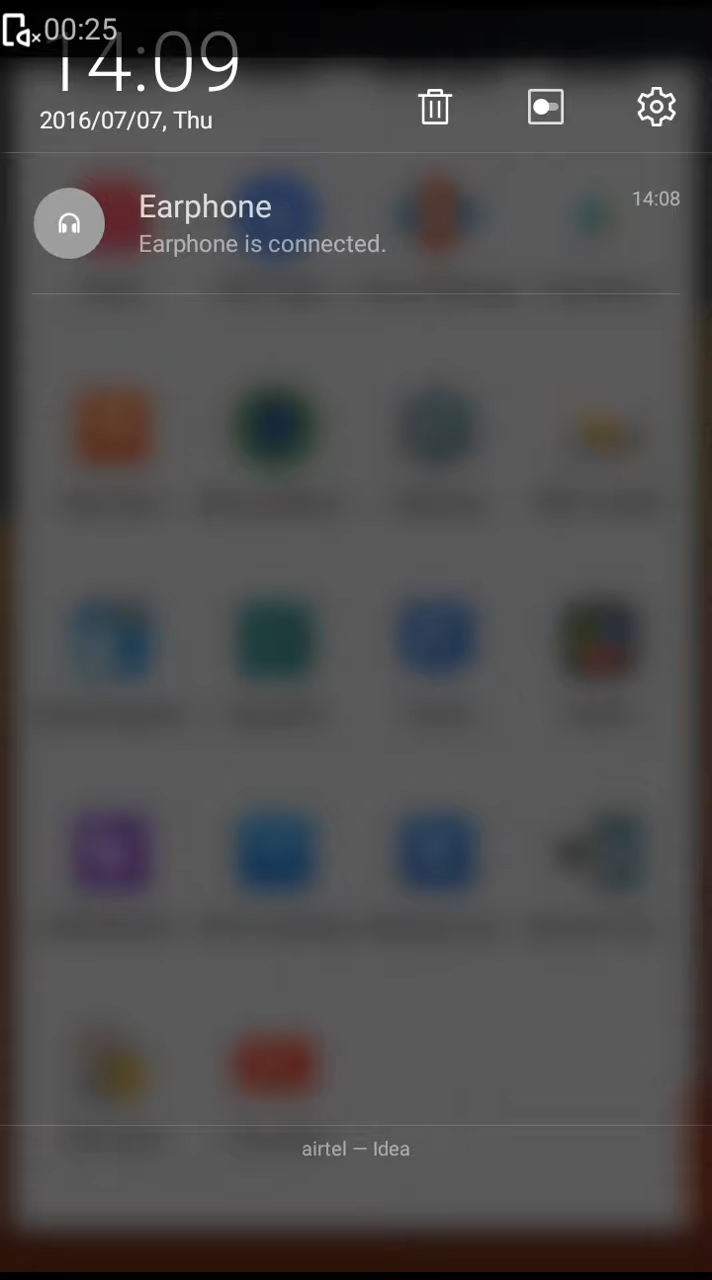 00:25
14:09
2016/07/07, Thu
Earphone
14:08
Earphone is connected.
airtel — Idea